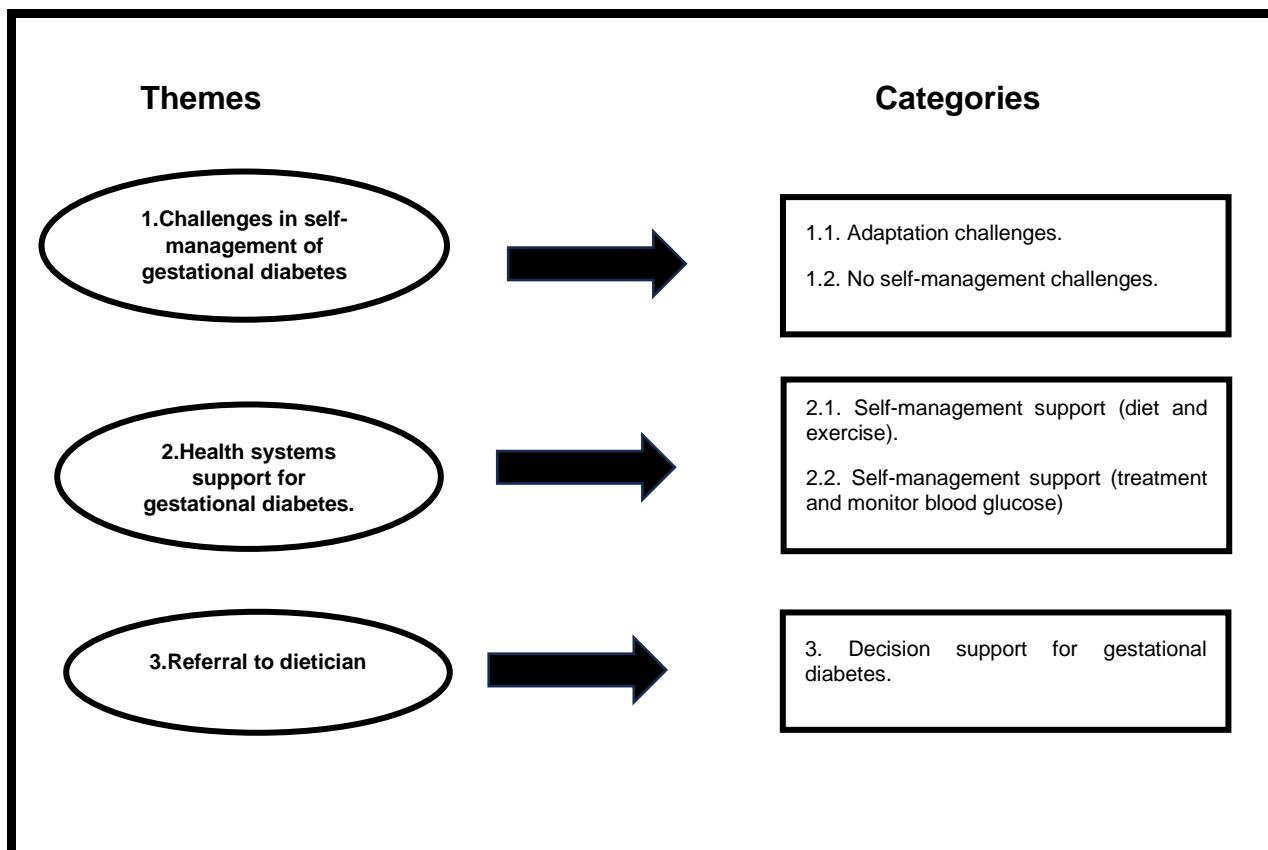 Themes
Categories
1.Challenges in self-
management of
gestational diabetes
1.1. Adaptation challenges.
1.2. No self-management challenges.
2.Health systems
support for
gestational diabetes.
2.1. Self-management support (diet and
exercise).
2.2. Self-management support (treatment
and monitor blood glucose)
3.Referral to dietician
3. Decision support for gestational
diabetes.